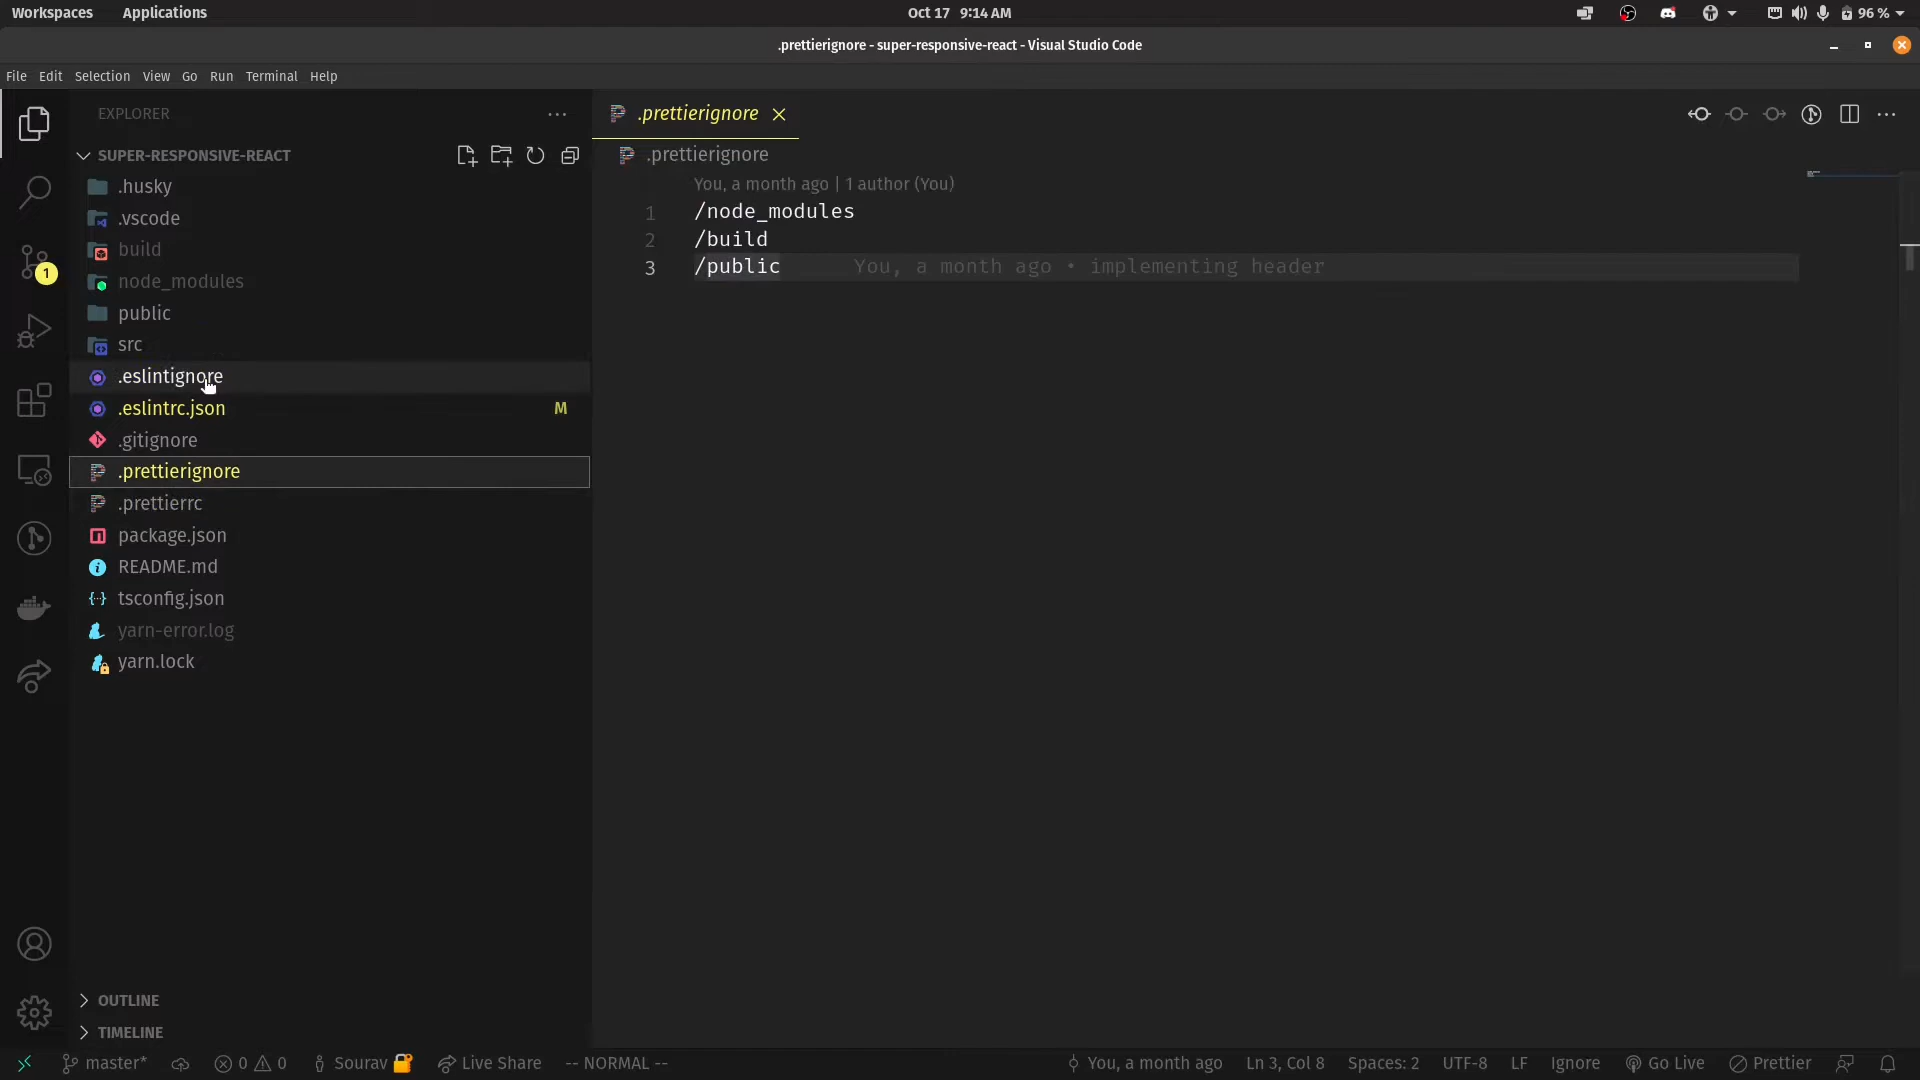 Workspaces Applications Oct 17 9:14 AM 96 %
.prettierignore - super-responsive-react - Visual Studio Code
File Edit Selection View Go Run Terminal Help
EXPLORER
SUPER-RESPONSIVE-REACT
.husky
.vscode
build
node_modules
public
src
.eslintignore
.eslintrc.json M
.gitignore
.prettierignore
.prettierrc
package.json
README.md
tsconfig.json
yarn-error.log
yarn.lock
OUTLINE
TIMELINE
1
.prettierignore
.prettierignore
You, a month ago | 1 author (You)
1 /node_modules
2 /build
3 /public You, a month ago • implementing header
master* 0 0 Sourav Live Share -- NORMAL -- You, a month ago Ln 3, Col 8 Spaces: 2 UTF-8 LF Ignore Go Live Prettier